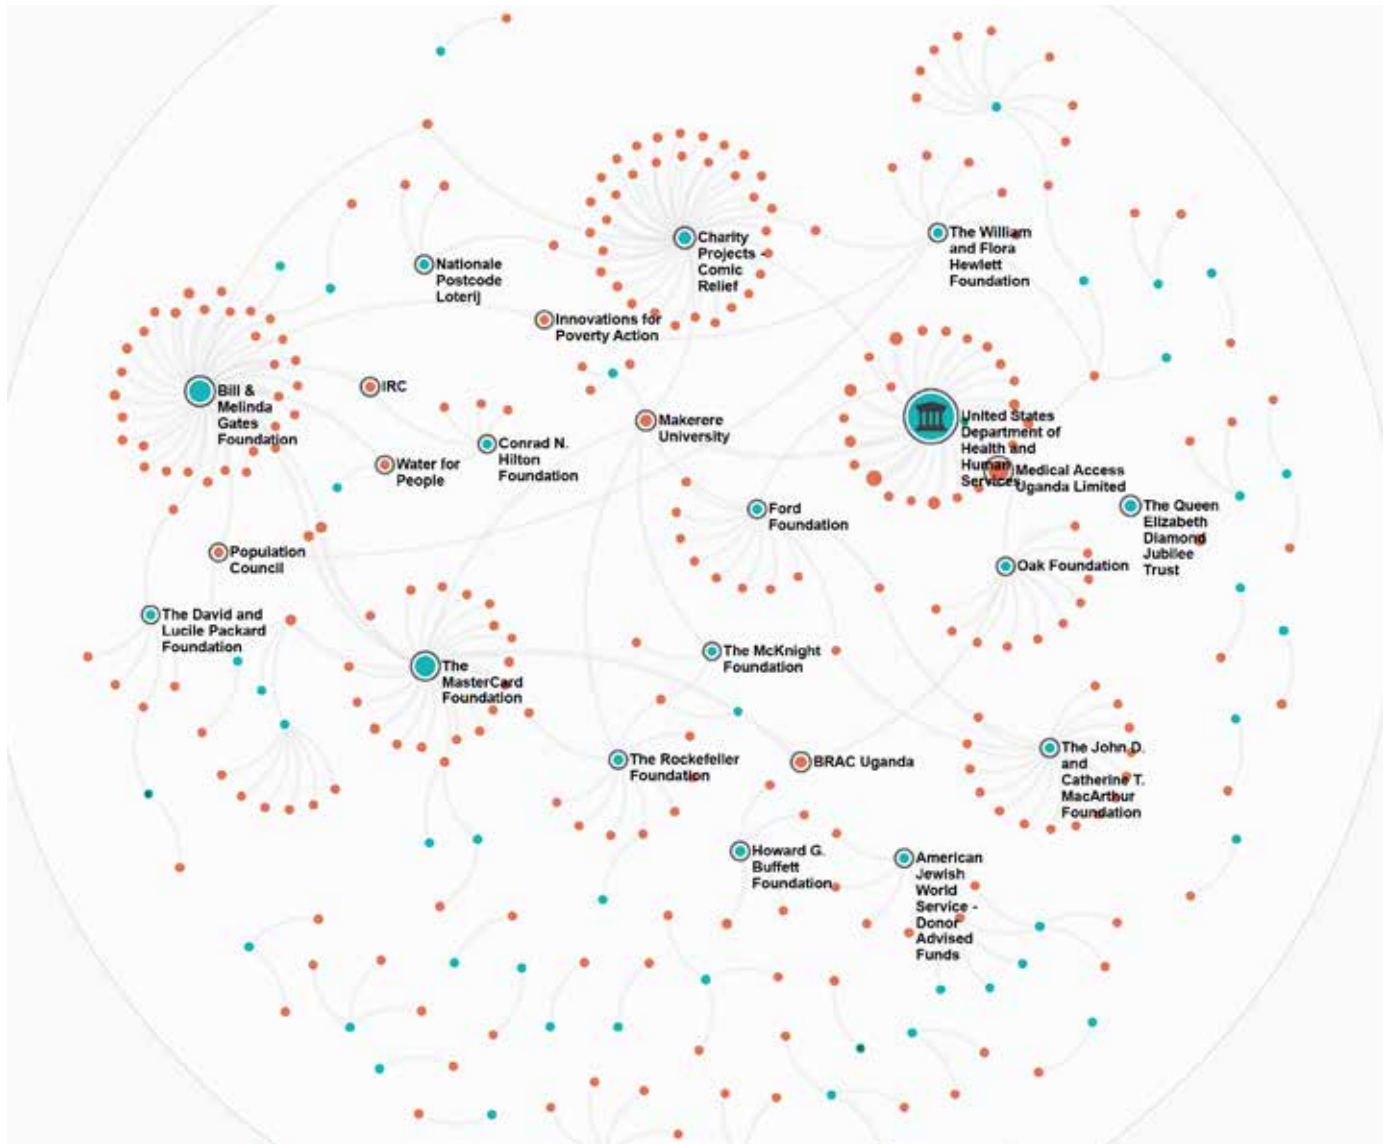 Charity
Projects -
Comic
Relief
The William
and Flora
Hewlett
Foundation
Nationale
Postcode
Loterij
Innovations for
Poverty Action
IRC
Bill &
Melinda
Gates
Foundation
Makerere
University
United States
Department of
Health and
Human
Services
Conrad N.
Hilton
Foundation
Water for
People
Medical Access
Uganda Limited
Ford
Foundation
The Queen
Elizabeth
Diamond
Jubilee
Trust
Population
Council
Oak Foundation
The David and
Lucile Packard
Foundation
The McKnight
Foundation
The
MasterCard
Foundation
The Rockefeller
Foundation
BRAC Uganda
The John D.
and
Catherine T.
MacArthur
Foundation
Howard G.
Buffett
Foundation
American
Jewish
World
Service -
Donor
Advised
Funds